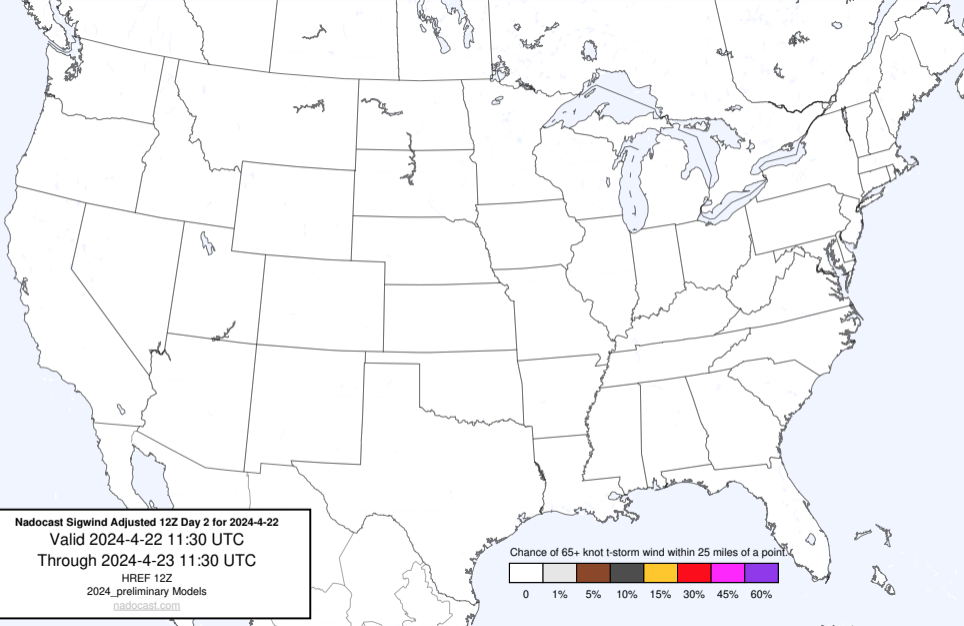 Nadocast Sigwind Adjusted 12Z Day 2 for 2024-4-22
Valid 2024-4-22 11:30 UTC
Through 2024-4-23 11:30 UTC
HREF 12Z
2024_preliminary Models
nadocast.com
Chance of 65+ knot t-storm wind within 25 miles of a point.
0 1% 5% 10% 15% 30% 45% 60%